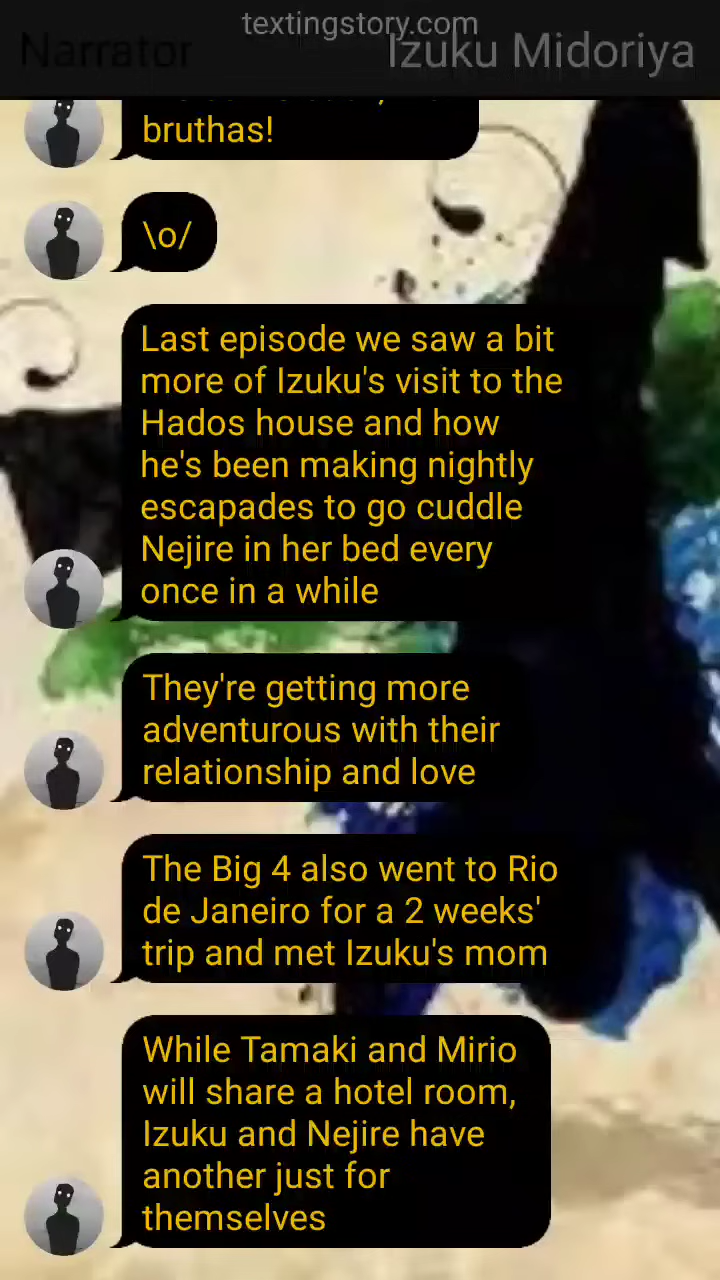 textingstory.com
Narrator
Izuku Midoriya
bruthas!
\o/
Last episode we saw a bit
more of Izuku's visit to the
Hados house and how
he's been making nightly
escapades to go cuddle
Nejire in her bed every
once in a while
They're getting more
adventurous with their
relationship and love
The Big 4 also went to Rio
de Janeiro for a 2 weeks'
trip and met Izuku's mom
While Tamaki and Mirio
will share a hotel room,
Izuku and Nejire have
another just for
themselves